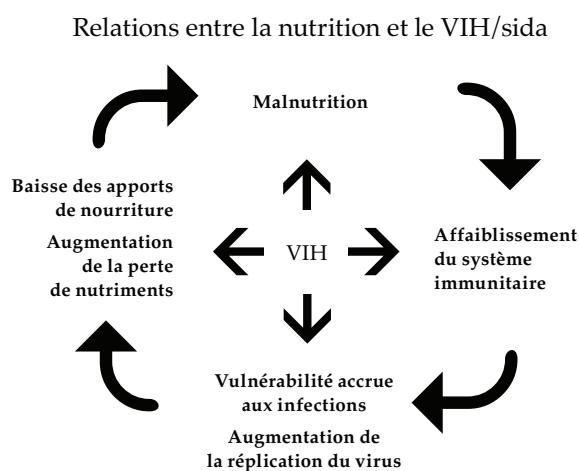 Relations entre la nutrition et le VIH/sida
Malnutrition
Baisse des apports
de nourriture
Augmentation
de la perte
de nutriments
VIH
Affaiblissement
du système
immunitaire
Vulnérabilité accrue
aux infections
Augmentation de
la réplication du virus